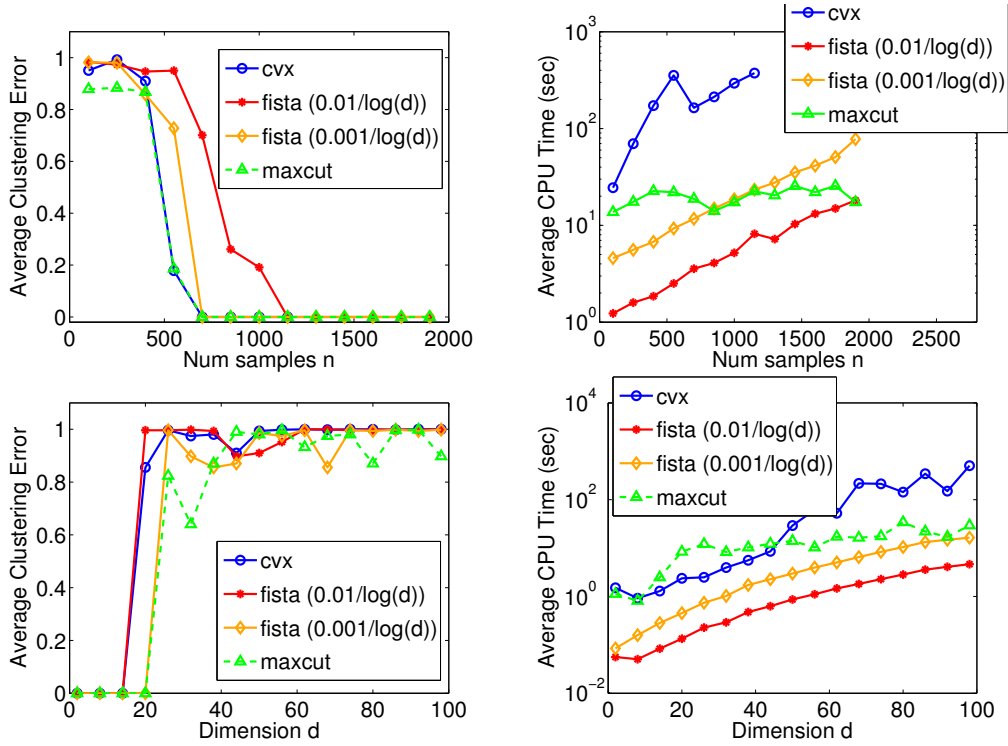 Average Clustering Error
1
0.8
0.6
0.4
0.2
0
0
500
1000
1500
2000
Num samples n
cvx
fista (0.01/log(d))
fista (0.001/log(d))
maxcut
Average CPU Time (sec)
10^3
10^2
10^1
10^0
0
500
1000
1500
2000
2500
Num samples n
cvx
fista (0.01/log(d))
fista (0.001/log(d))
maxcut
Average Clustering Error
1
0.8
0.6
0.4
0.2
0
0
20
40
60
80
100
Dimension d
cvx
fista (0.01/log(d))
fista (0.001/log(d))
maxcut
Average CPU Time (sec)
10^4
10^2
10^0
10^-2
0
20
40
60
80
100
Dimension d
cvx
fista (0.01/log(d))
fista (0.001/log(d))
maxcut